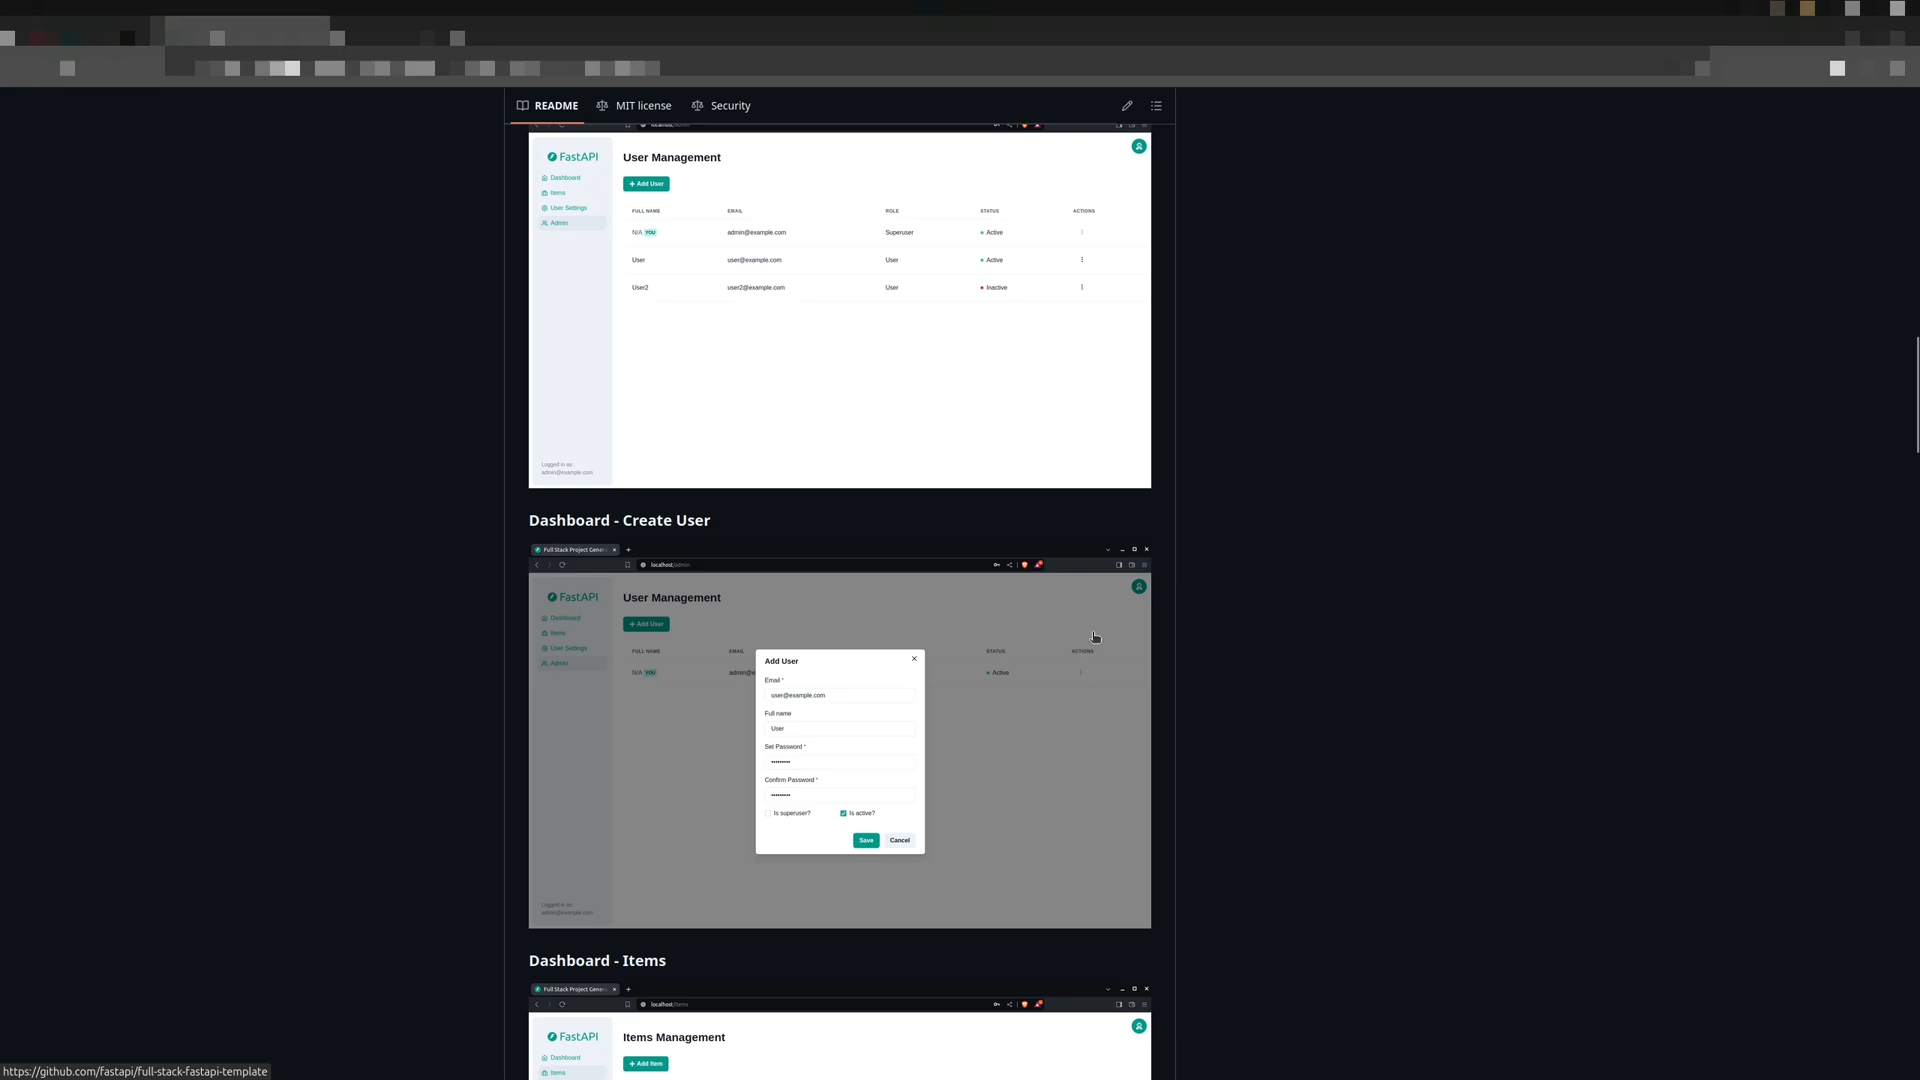 README
MIT license
Security
localhost/admin
FastAPI
User Management
Dashboard
+ Add User
Items
User Settings
FULL NAME EMAIL ROLE STATUS ACTIONS
Admin
N/A YOU admin@example.com Superuser Active
User user@example.com User Active
User2 user2@example.com User Inactive
Logged in as:
admin@example.com
Dashboard - Create User
Full Stack Project Gener
localhost/admin
FastAPI
User Management
Dashboard
+ Add User
Items
User Settings
FULL NAME EMAIL STATUS ACTIONS
Admin
N/A YOU admin@e Active
Add User
Email *
user@example.com
Full name
User
Set Password *
•••••••••
Confirm Password *
•••••••••
Is superuser? Is active?
Save Cancel
Logged in as:
admin@example.com
Dashboard - Items
Full Stack Project Gener
localhost/items
FastAPI
Items Management
Dashboard
+ Add Item
Items
https://github.com/fastapi/full-stack-fastapi-template